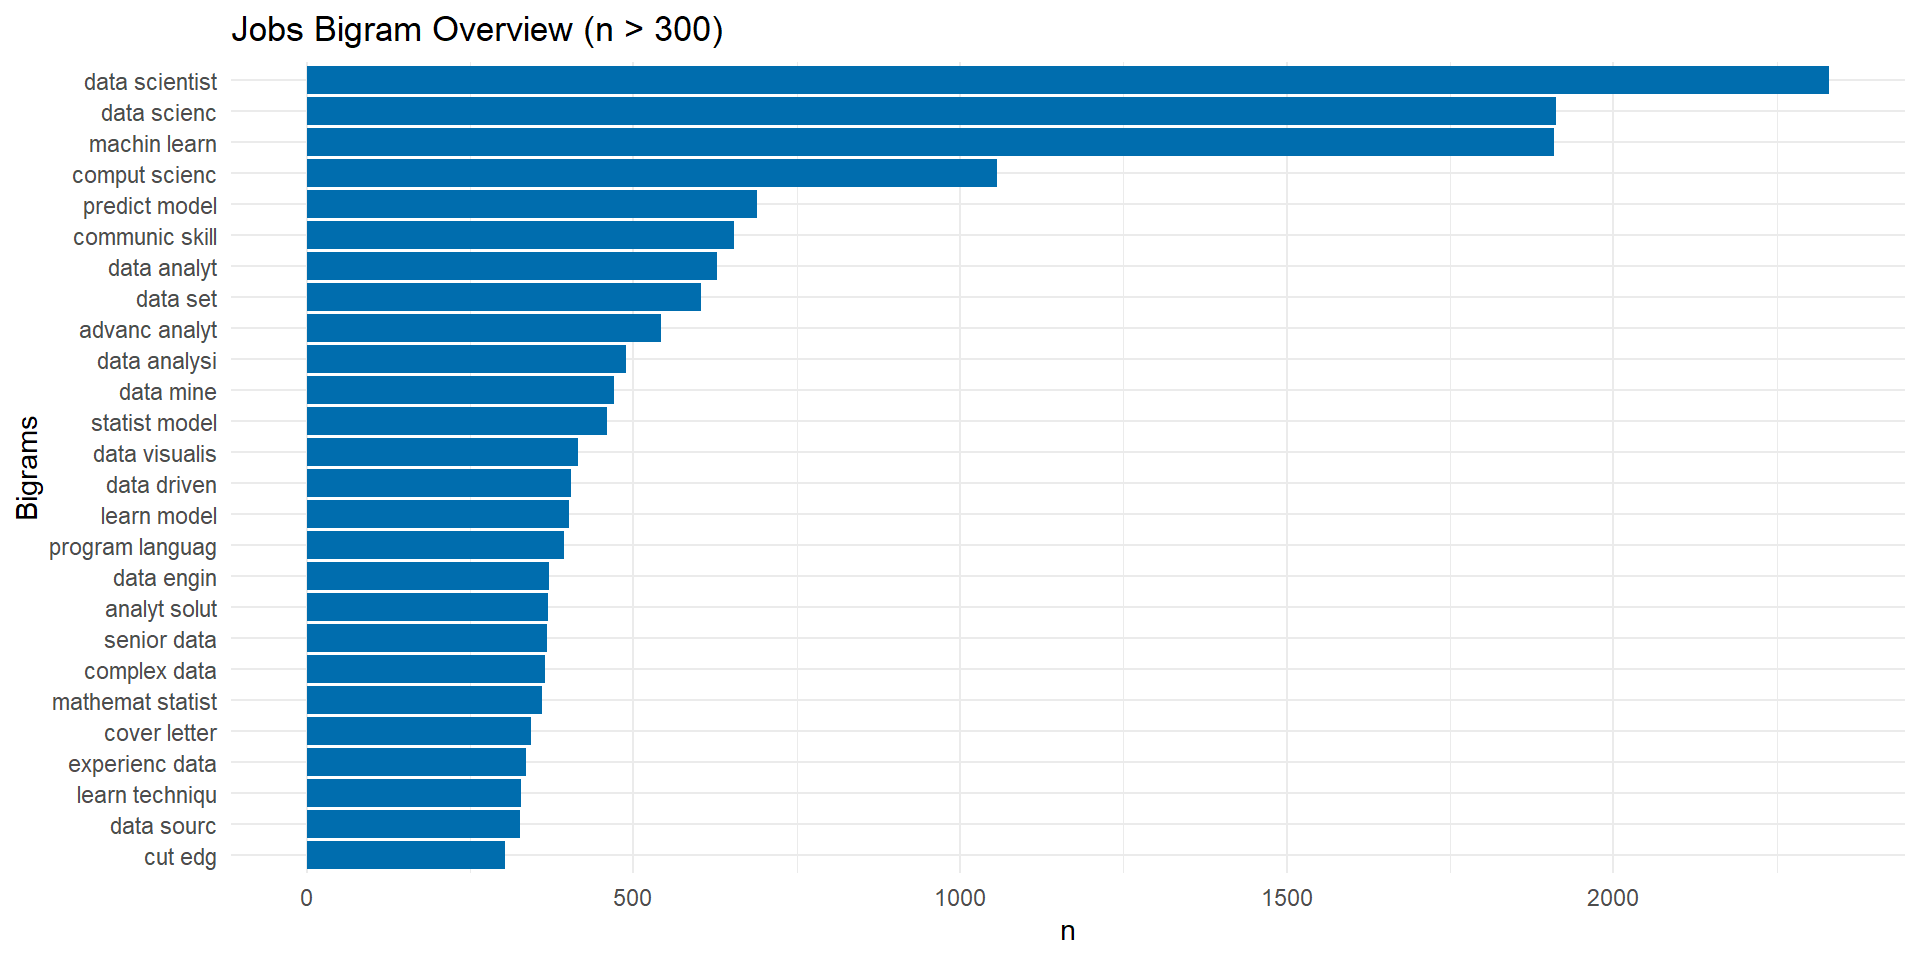 Jobs Bigram Overview (n > 300)
Bigrams
data scientist
data scienc
machin learn
comput scienc
predict model
communic skill
data analyt
data set
advanc analyt
data analysi
data mine
statist model
data visualis
data driven
learn model
program languag
data engin
analyt solut
senior data
complex data
mathemat statist
cover letter
experienc data
learn techniqu
data sourc
cut edg
0 500 1000 1500 2000
n